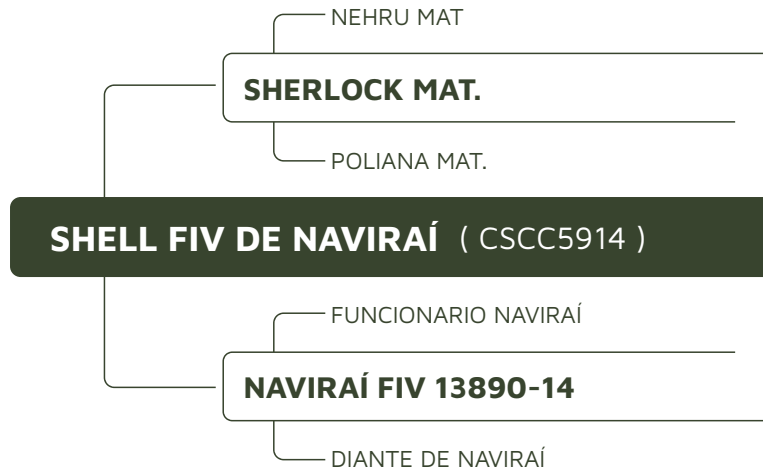 NEHRU MAT
SHERLOCK MAT.
POLIANA MAT.
SHELL FIV DE NAVIRAÍ ( CSCC5914 )
FUNCIONARIO NAVIRAÍ
NAVIRAÍ FIV 13890-14
DIANTE DE NAVIRAÍ